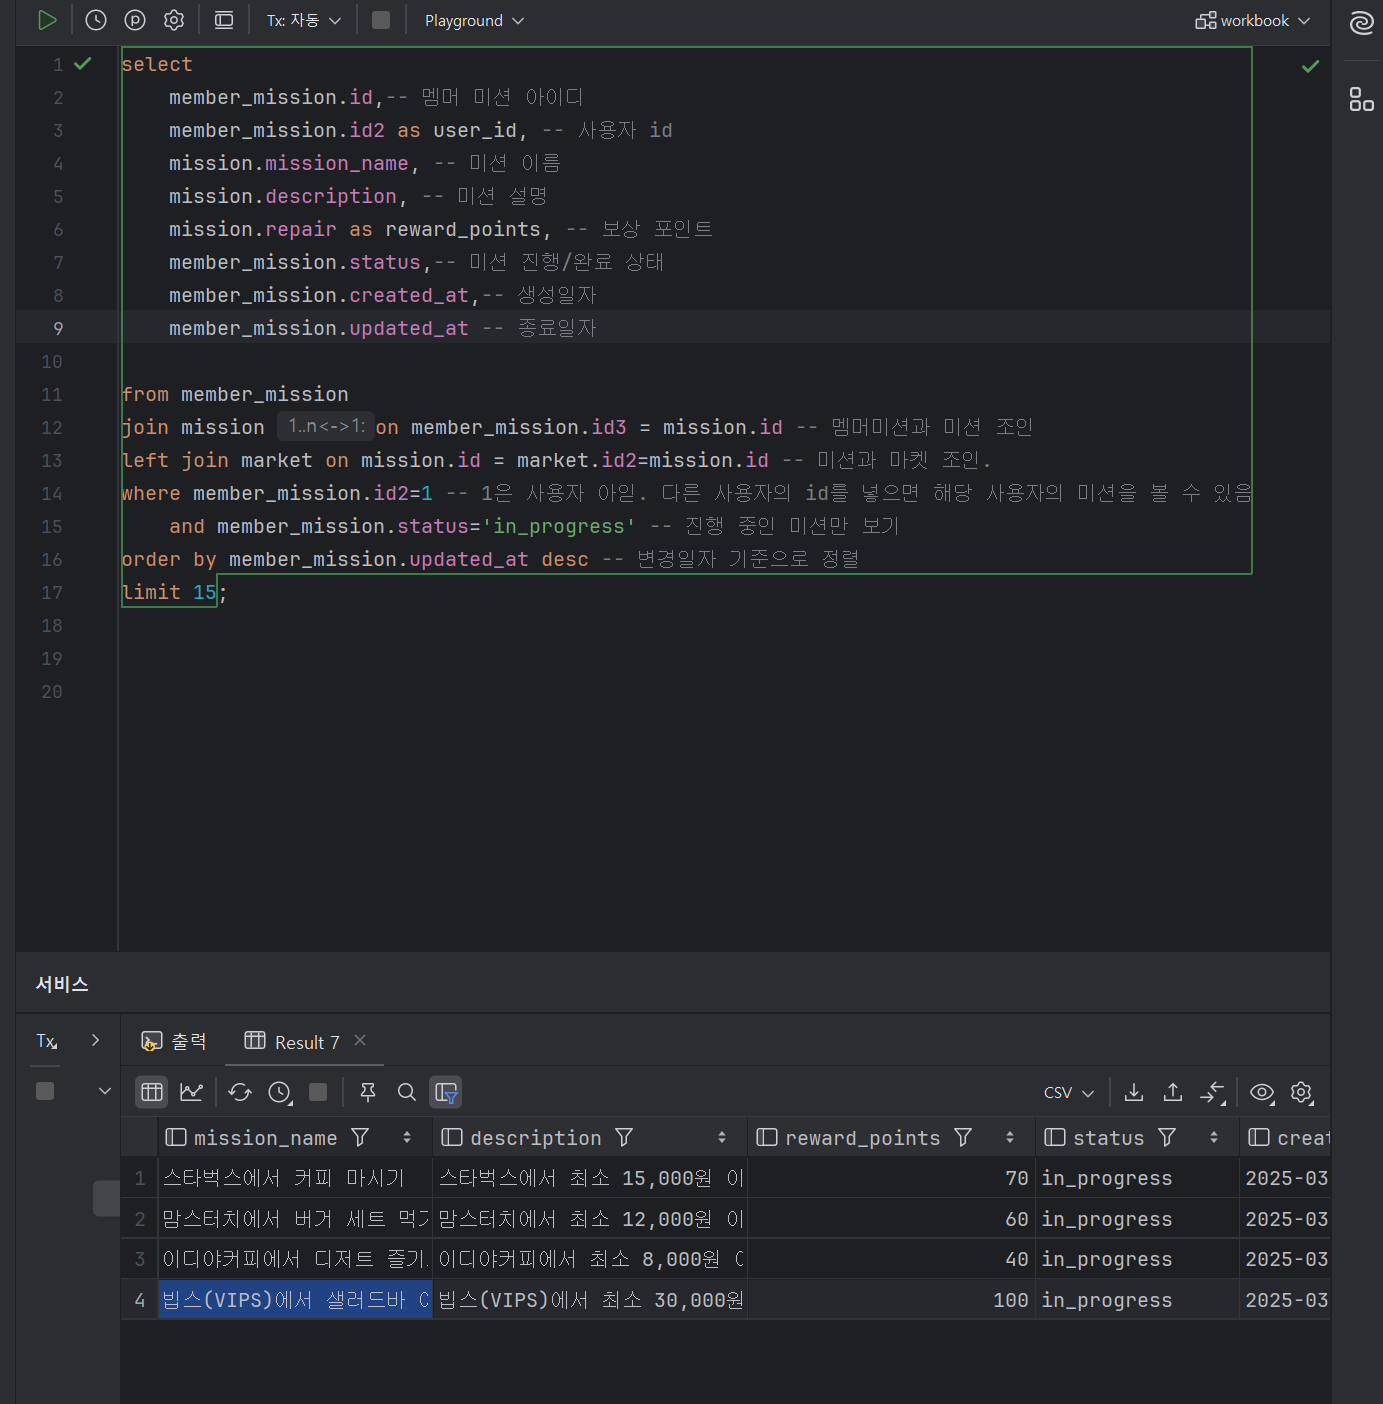 Tx: 자동
Playground
workbook
1 select
2 member_mission.id,-- 멤머 미션 아이디
3 member_mission.id2 as user_id, -- 사용자 id
4 mission.mission_name, -- 미션 이름
5 mission.description, -- 미션 설명
6 mission.repair as reward_points, -- 보상 포인트
7 member_mission.status,-- 미션 진행/완료 상태
8 member_mission.created_at,-- 생성일자
9 member_mission.updated_at -- 종료일자
10
11 from member_mission
12 join mission 1..n<->1: on member_mission.id3 = mission.id -- 멤머미션과 미션 조인
13 left join market on mission.id = market.id2=mission.id -- 미션과 마켓 조인.
14 where member_mission.id2=1 -- 1은 사용자 아읻. 다른 사용자의 id를 넣으면 해당 사용자의 미션을 볼 수 있음
15 and member_mission.status='in_progress' -- 진행 중인 미션만 보기
16 order by member_mission.updated_at desc -- 변경일자 기준으로 정렬
17 limit 15;
18
19
20
서비스
Tx
출력
Result 7
CSV
mission_name description reward_points status creat
1 스타벅스에서 커피 마시기 스타벅스에서 최소 15,000원 이 70 in_progress 2025-03
2 맘스터치에서 버거 세트 먹기 맘스터치에서 최소 12,000원 이 60 in_progress 2025-03
3 이디야커피에서 디저트 즐기 이디야커피에서 최소 8,000원 40 in_progress 2025-03
4 빕스(VIPS)에서 샐러드바 빕스(VIPS)에서 최소 30,000원 100 in_progress 2025-03